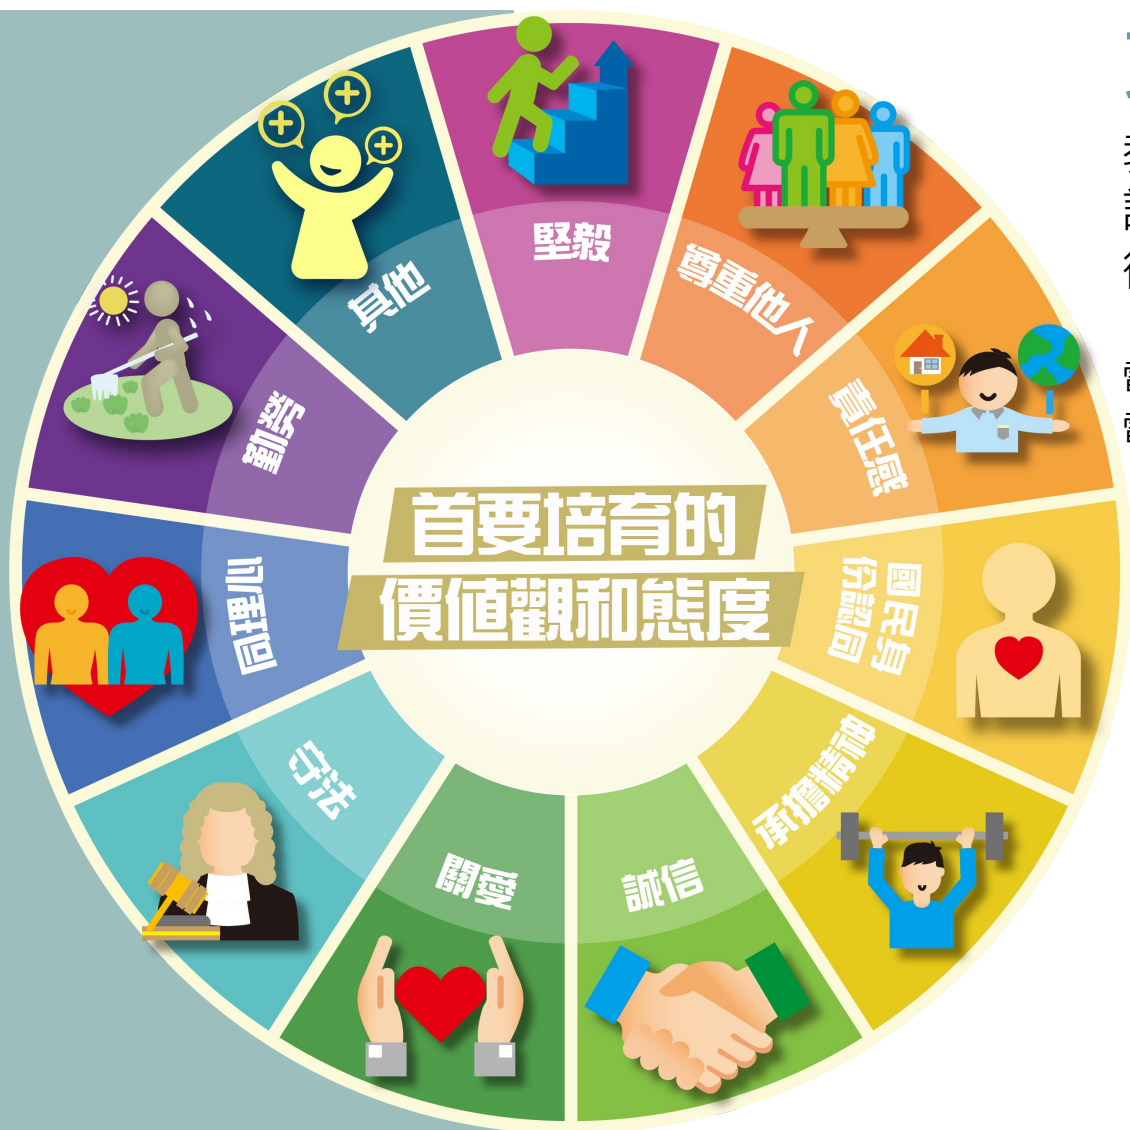 首要培育的
價值觀和態度
堅毅
尊重他人
責任感
國民身
份認同
承擔精神
誠信
關愛
守法
同理心
勤勞
其他